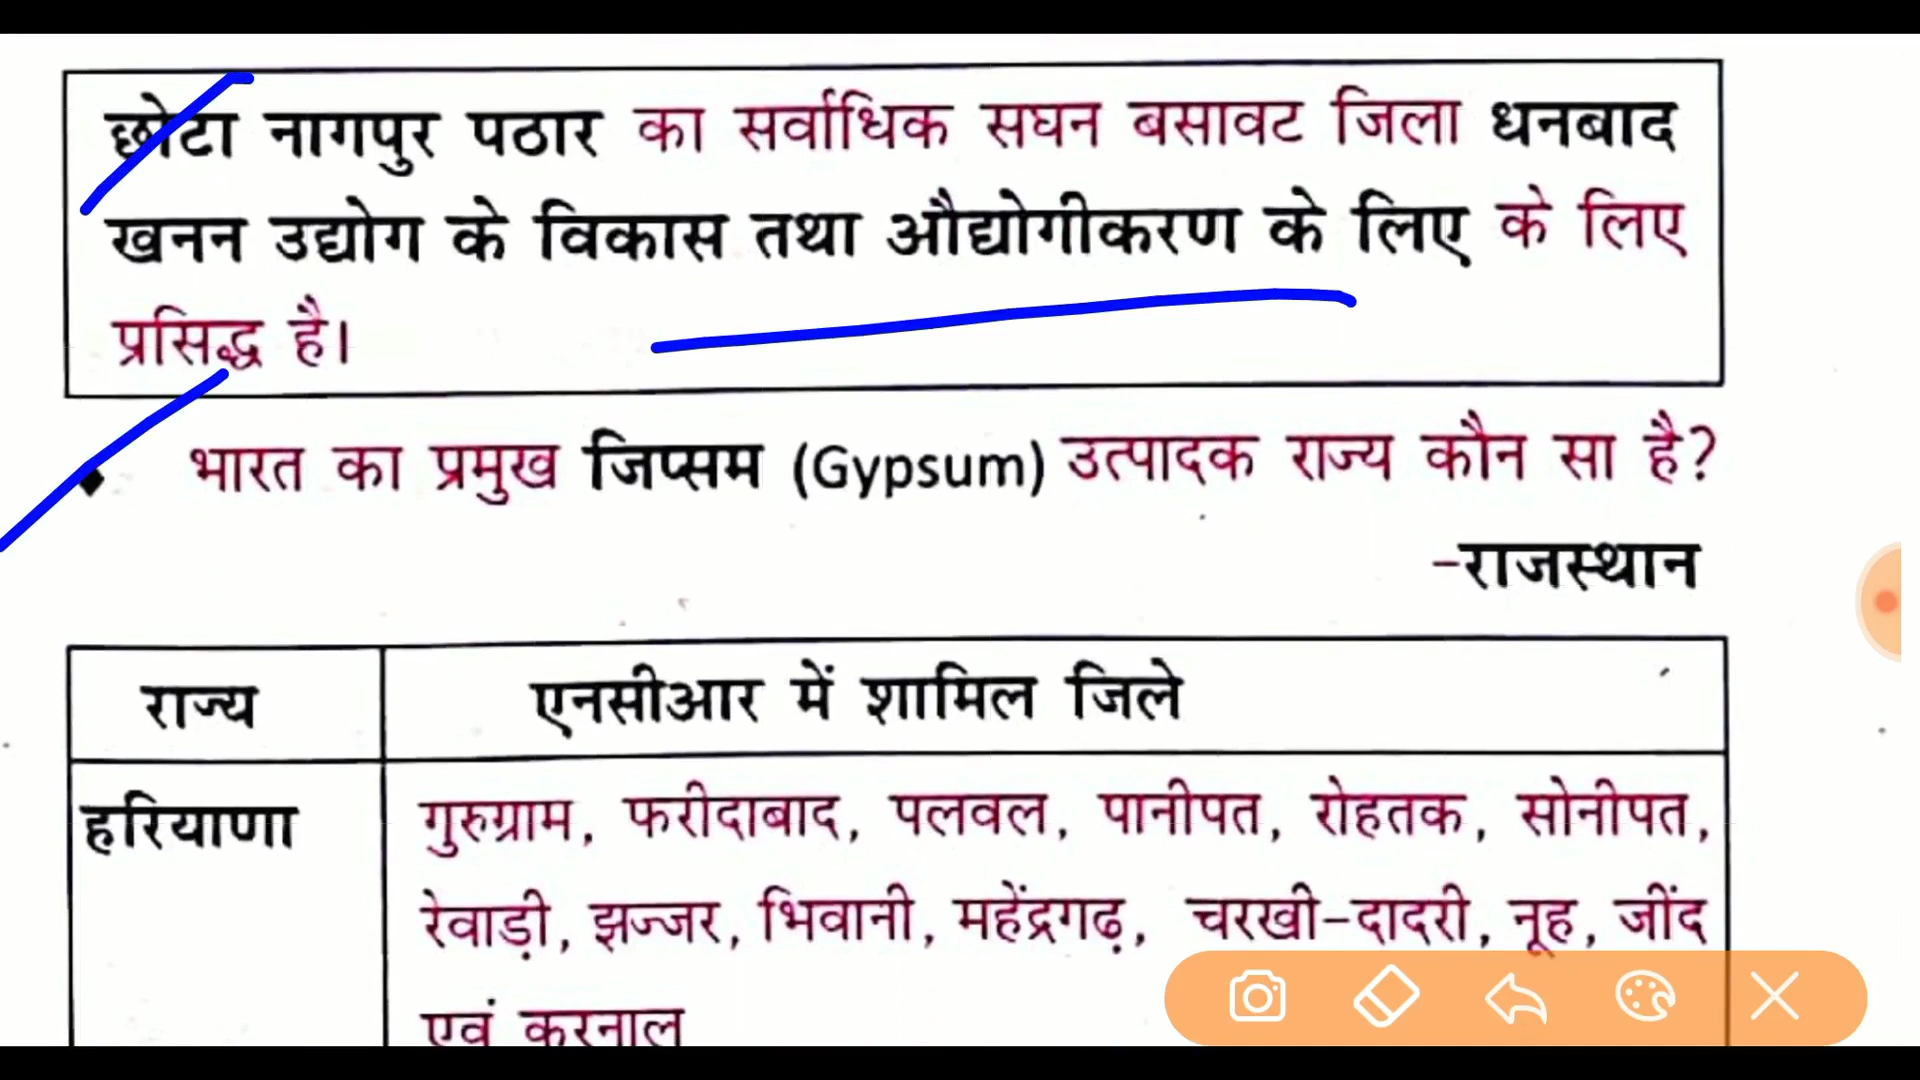 छोटा नागपुर पठार का सर्वाधिक सघन बसावट जिला धनबाद
खनन उद्योग के विकास तथा औद्योगीकरण के लिए के लिए
प्रसिद्ध है।
भारत का प्रमुख जिप्सम (Gypsum) उत्पादक राज्य कौन सा है?
-राजस्थान
राज्य एनसीआर में शामिल जिले
हरियाणा गुरुग्राम, फरीदाबाद, पलवल, पानीपत, रोहतक, सोनीपत,
रेवाड़ी, झज्जर, भिवानी, महेंद्रगढ़, चरखी-दादरी, नूह, जींद
एवं करनाल